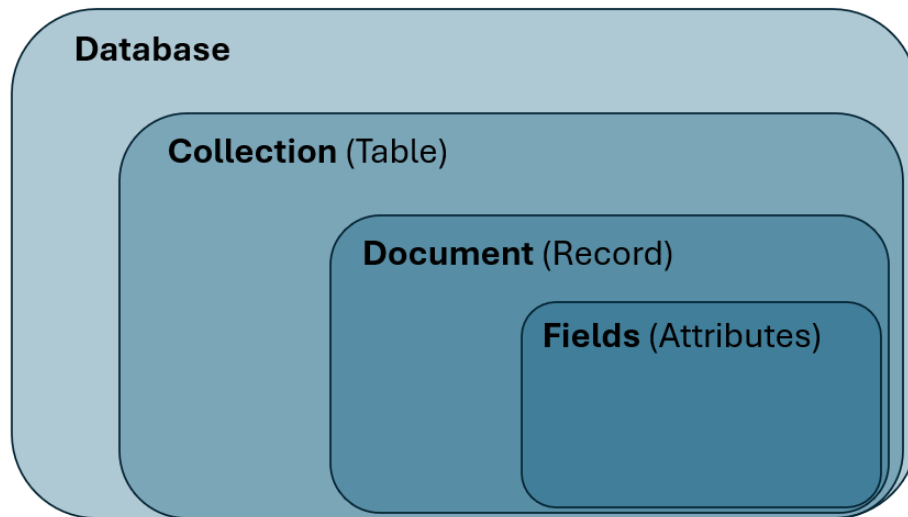 Database
Collection (Table)
Document (Record)
Fields (Attributes)